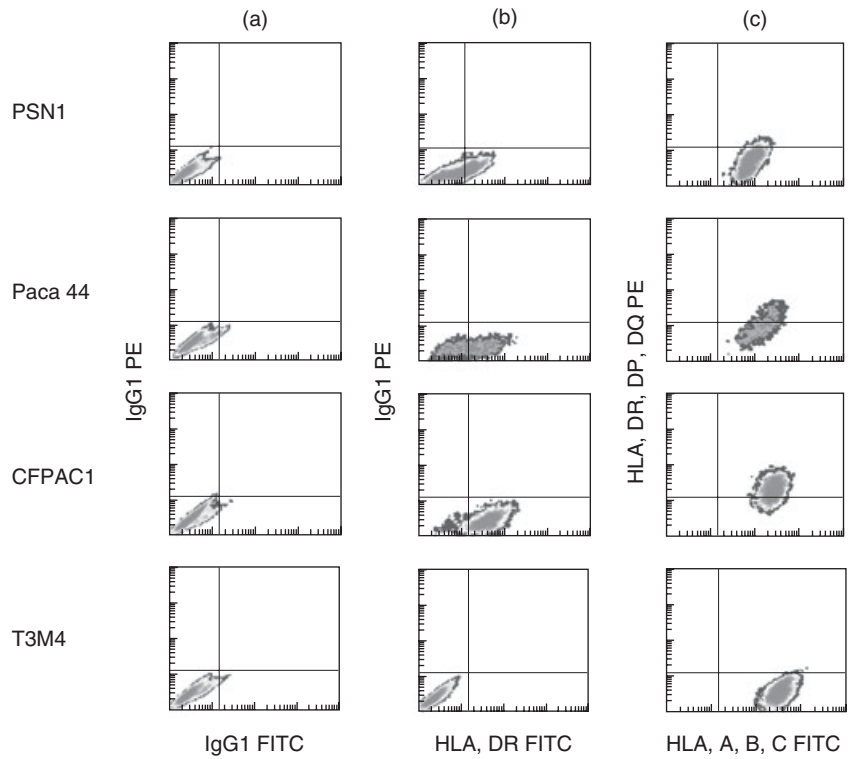 (a) (b) (c)
PSN1
Paca 44
CFPAC1
T3M4
IgG1 PE
IgG1 PE
HLA, DR, DP, DQ PE
IgG1 FITC
HLA, DR FITC
HLA, A, B, C FITC